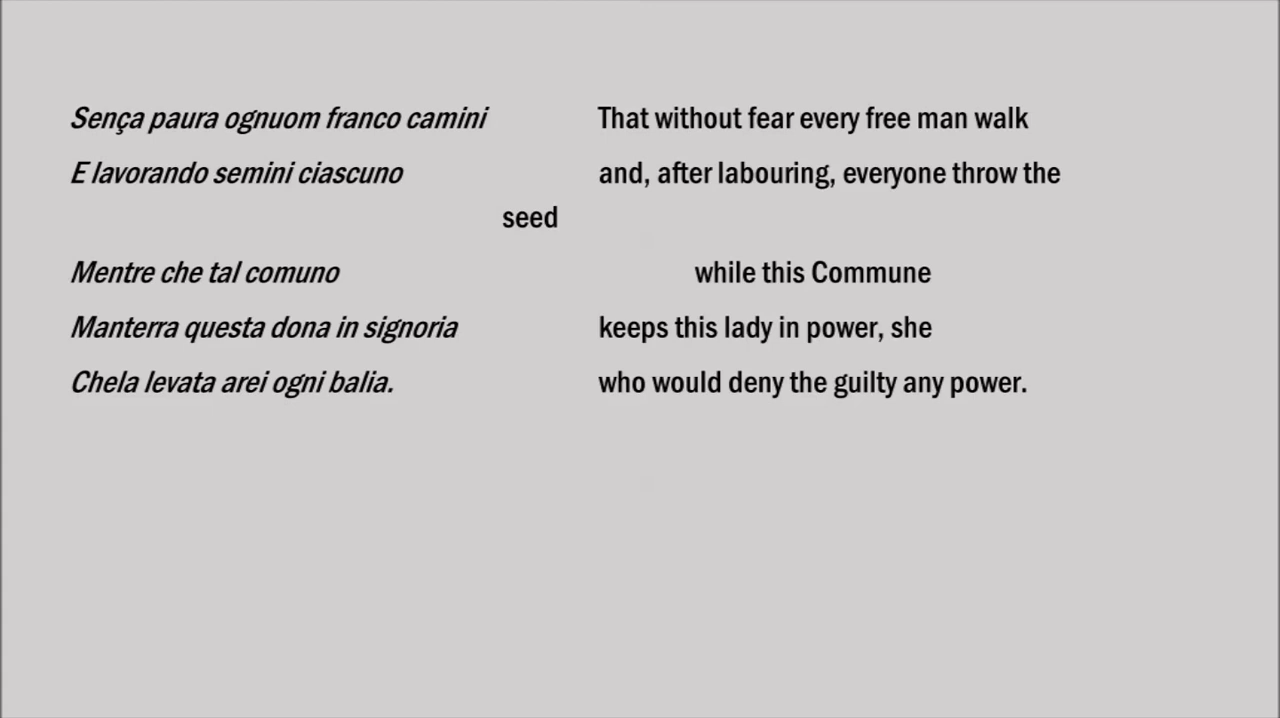 Sença paura ognuom franco camini That without fear every free man walk
E lavorando semini ciascuno and, after labouring, everyone throw the
seed
Mentre che tal comuno while this Commune
Manterra questa dona in signoria keeps this lady in power, she
Chela levata arei ogni balia. who would deny the guilty any power.